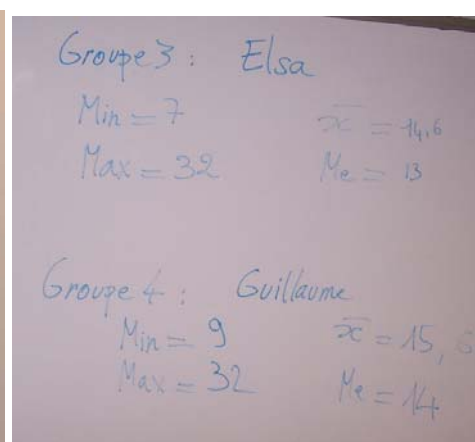 Groupe 3 : Elsa
Min = 7 x̄ = 14,6
Max = 32 Me = 13
Groupe 4 : Guillaume
Min = 9 x̄ = 15,
Max = 32 Me = 14